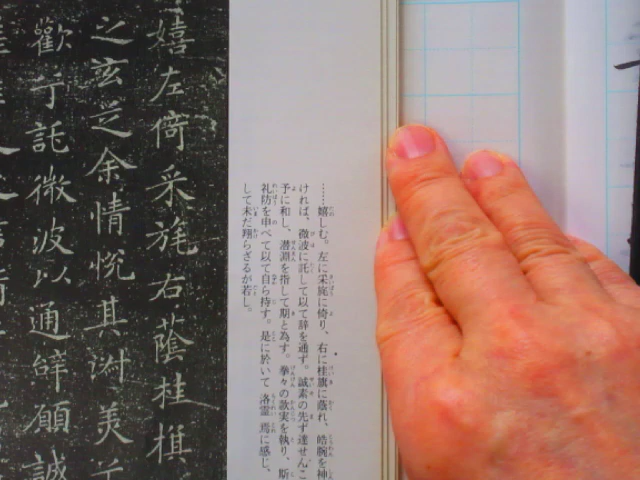 ……嬉しむ。左に采旄に倚り、右に桂旗に蔭れ、皓腕を神
ければ、微波に託して以て辞を通ず。誠素の先ず達せんこ
予に和し、潜淵を指して期と為す。拳々の款実を執り、斯
礼防を申べて以て自ら持す。是に於いて 洛霊 焉に感じ、
して未だ翔らざるが若し。
嬉左倚采旄右蔭桂旗
之玄芝余情悦其淑美
歡于託微波以通辭願誠